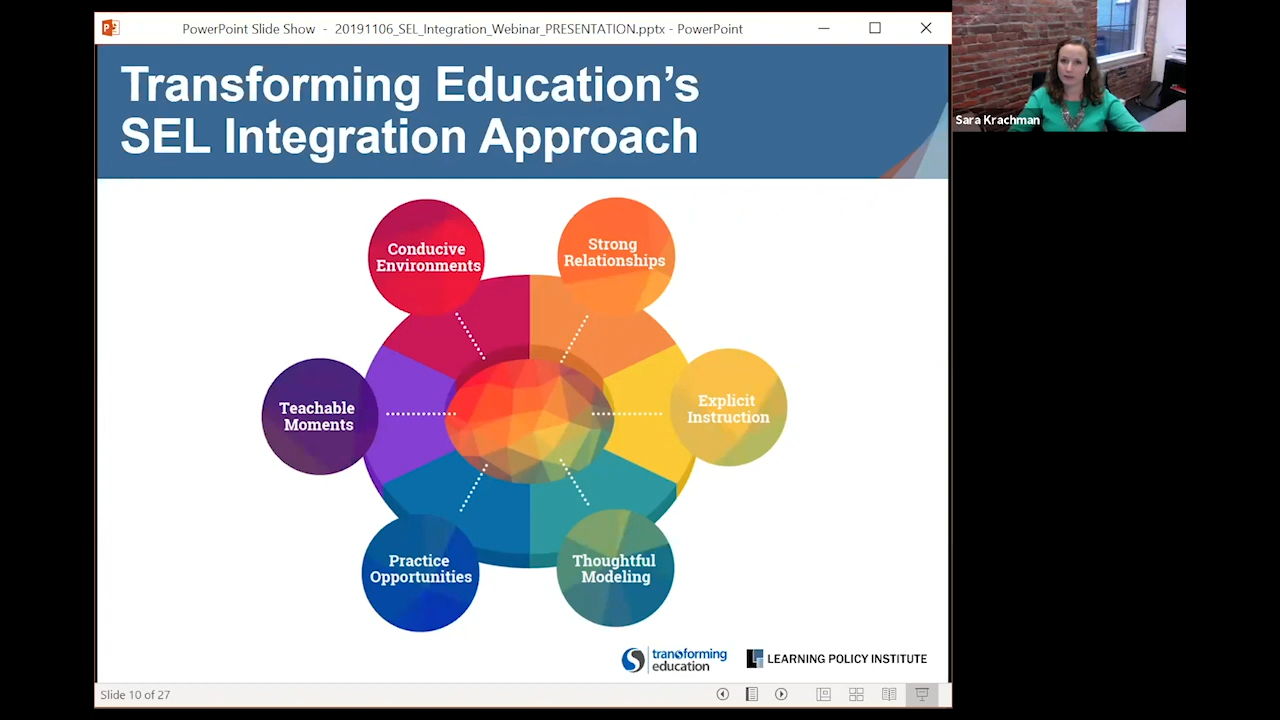 PowerPoint Slide Show - 20191106_SEL_Integration_Webinar_PRESENTATION.pptx - PowerPoint
Sara Krachman
Transforming Education’s
SEL Integration Approach
Conducive
Environments
Strong
Relationships
Teachable
Moments
Explicit
Instruction
Practice
Opportunities
Thoughtful
Modeling
transforming
education
LEARNING POLICY INSTITUTE
Slide 10 of 27